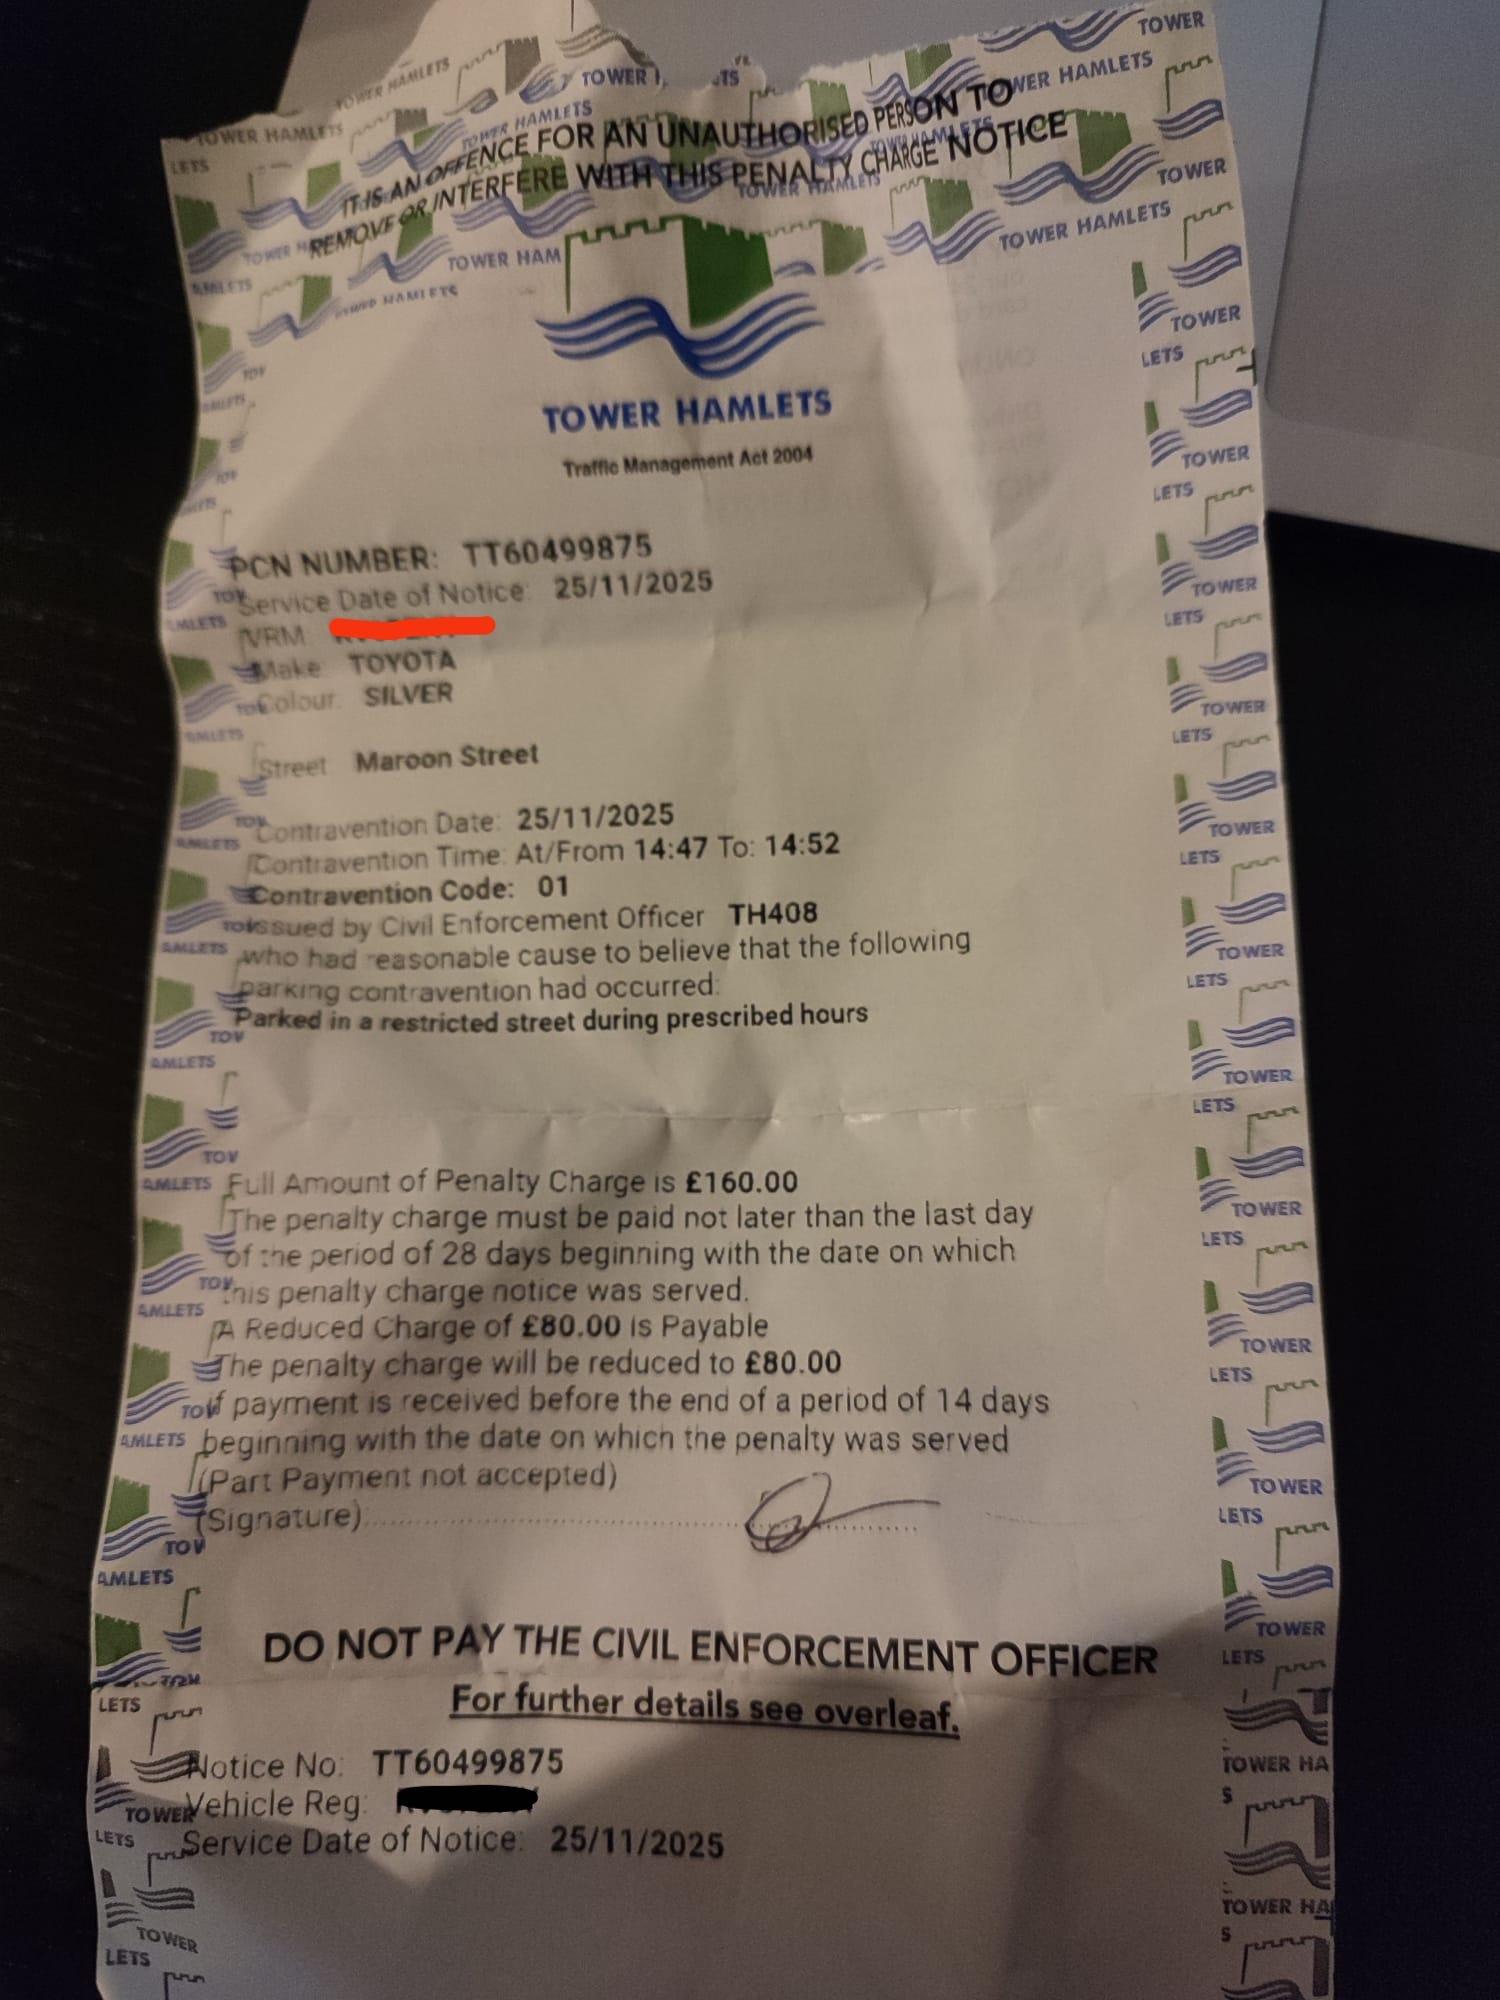 IT IS AN OFFENCE FOR AN UNAUTHORISED PERSON TO
REMOVE OR INTERFERE WITH THIS PENALTY CHARGE NOTICE
TOWER HAMLETS
Traffic Management Act 2004
PCN NUMBER: TT60499875
Service Date of Notice: 25/11/2025
VRM:
Make: TOYOTA
Colour: SILVER
Street Maroon Street
Contravention Date: 25/11/2025
Contravention Time: At/From 14:47 To: 14:52
Contravention Code: 01
Issued by Civil Enforcement Officer TH408
who had reasonable cause to believe that the following
parking contravention had occurred:
Parked in a restricted street during prescribed hours
Full Amount of Penalty Charge is £160.00
The penalty charge must be paid not later than the last day
of the period of 28 days beginning with the date on which
this penalty charge notice was served.
A Reduced Charge of £80.00 is Payable
The penalty charge will be reduced to £80.00
if payment is received before the end of a period of 14 days
beginning with the date on which the penalty was served
(Part Payment not accepted)
(Signature)
DO NOT PAY THE CIVIL ENFORCEMENT OFFICER
For further details see overleaf.
Notice No: TT60499875
Vehicle Reg:
Service Date of Notice: 25/11/2025